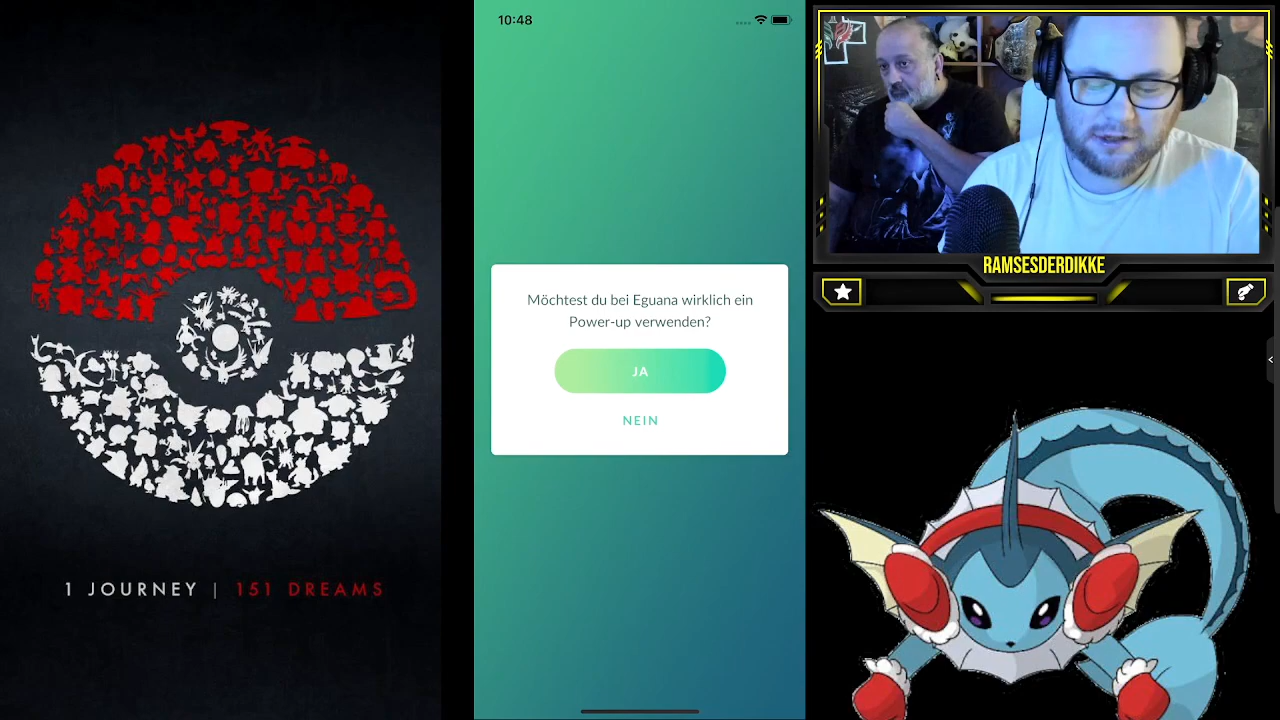 10:48
Möchtest du bei Eguana wirklich ein
Power-up verwenden?
JA
NEIN
1 JOURNEY | 151 DREAMS
RAMSESDERDIKKE